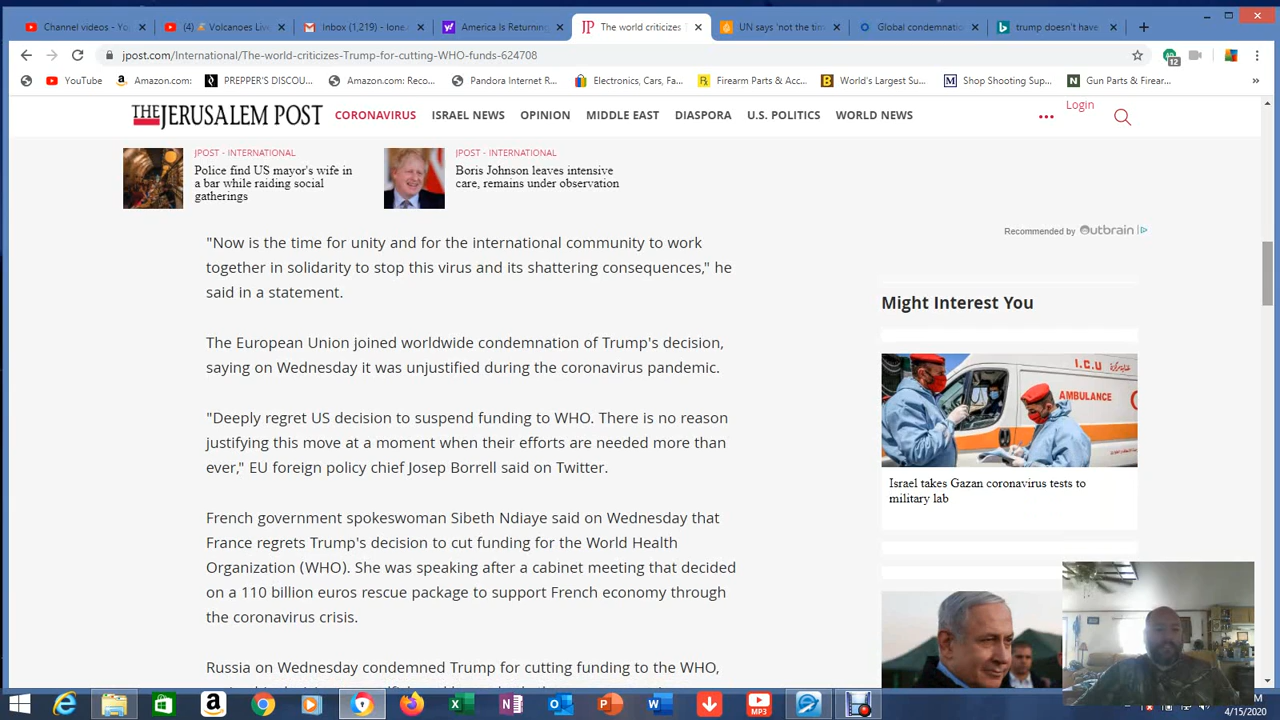 Channel videos - Yo
(4) Volcanoes Live
Inbox (1,219) - lone
America Is Returning
The world criticizes T
UN says 'not the tim
Global condemnatio
trump doesn't have
jpost.com/International/The-world-criticizes-Trump-for-cutting-WHO-funds-624708
12
YouTube
Amazon.com:
PREPPER'S DISCOU...
Amazon.com: Reco...
Pandora Internet R...
Electronics, Cars, Fa...
Firearm Parts & Acc...
World's Largest Su...
Shop Shooting Sup...
Gun Parts & Firear...
THE JERUSALEM POST
CORONAVIRUS
ISRAEL NEWS
OPINION
MIDDLE EAST
DIASPORA
U.S. POLITICS
WORLD NEWS
Login
JPOST - INTERNATIONAL
Police find US mayor's wife in
a bar while raiding social
gatherings
JPOST - INTERNATIONAL
Boris Johnson leaves intensive
care, remains under observation
"Now is the time for unity and for the international community to work
together in solidarity to stop this virus and its shattering consequences," he
said in a statement.
The European Union joined worldwide condemnation of Trump's decision,
saying on Wednesday it was unjustified during the coronavirus pandemic.
"Deeply regret US decision to suspend funding to WHO. There is no reason
justifying this move at a moment when their efforts are needed more than
ever," EU foreign policy chief Josep Borrell said on Twitter.
French government spokeswoman Sibeth Ndiaye said on Wednesday that
France regrets Trump's decision to cut funding for the World Health
Organization (WHO). She was speaking after a cabinet meeting that decided
on a 110 billion euros rescue package to support French economy through
the coronavirus crisis.
Russia on Wednesday condemned Trump for cutting funding to the WHO,
Recommended by Outbrain
Might Interest You
I.C.U
AMBULANCE
Israel takes Gazan coronavirus tests to
military lab
MP3
M
4/15/2020